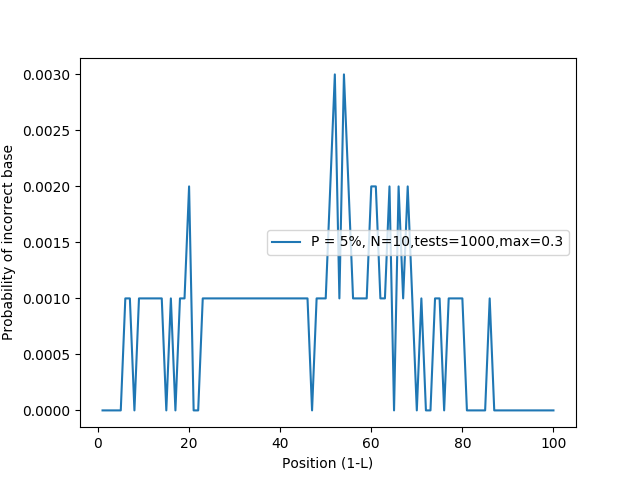 0.0030
0.0025
0.0020
0.0015
0.0010
0.0005
0.0000
Probability of incorrect base
P = 5%, N=10,tests=1000,max=0.3
0 20 40 60 80 100
Position (1-L)